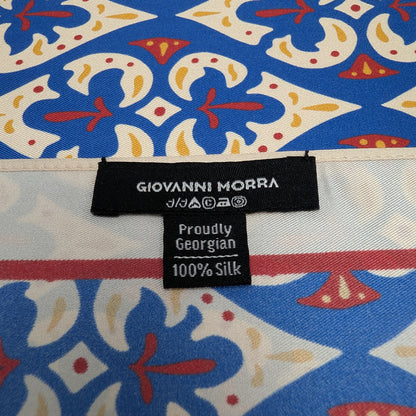 GIOVANNI MORRA
Proudly
Georgian
100% Silk